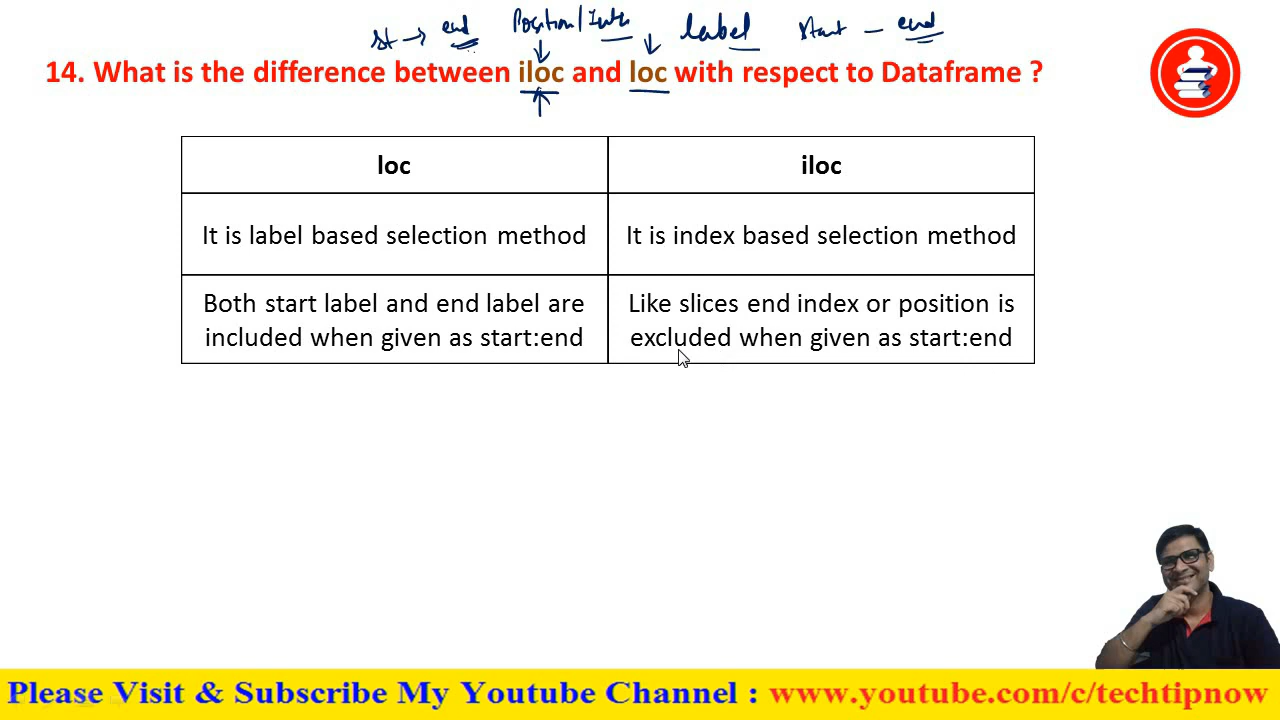 st → end Position/ label start – end
14. What is the difference between iloc and loc with respect to Dataframe ?
loc iloc
It is label based selection method It is index based selection method
Both start label and end label are Like slices end index or position is
included when given as start:end excluded when given as start:end
Please Visit & Subscribe My Youtube Channel : www.youtube.com/c/techtipnow